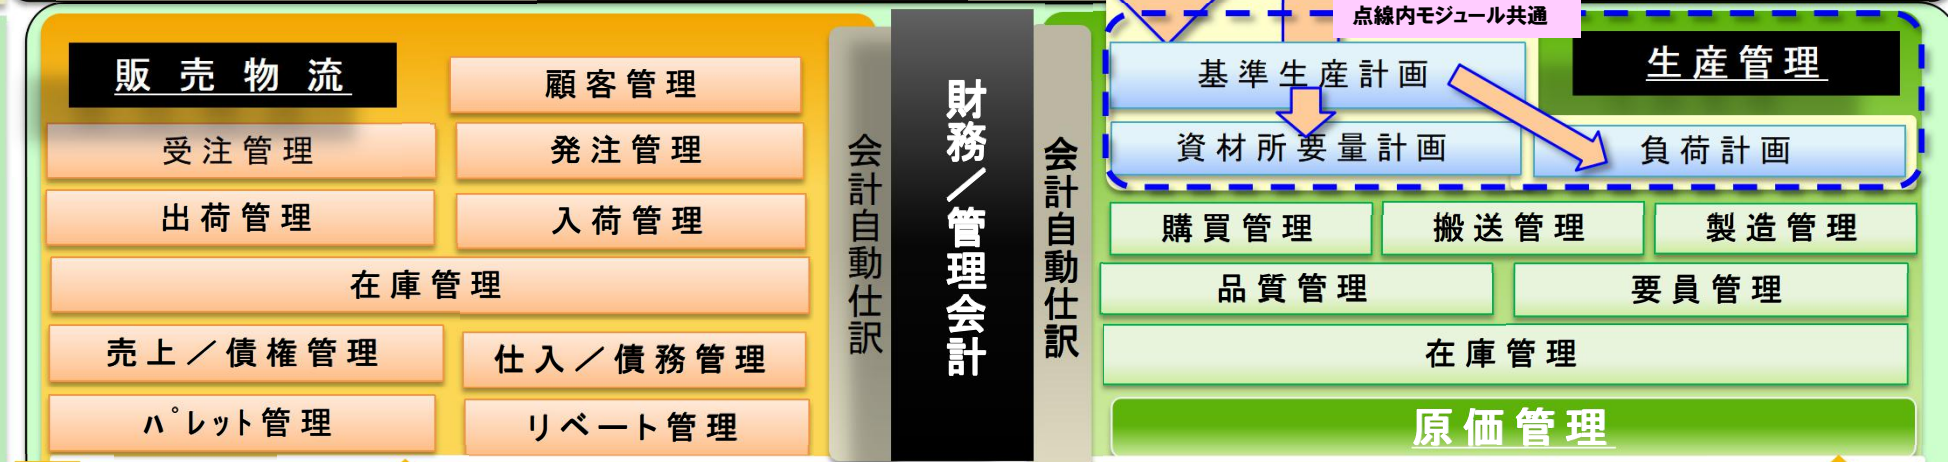 販売物流
顧客管理
受注管理
発注管理
出荷管理
入荷管理
在庫管理
売上／債権管理
仕入／債務管理
ﾊﾟﾚｯﾄ管理
リベート管理
会計自動仕訳
財務／管理会計
会計自動仕訳
点線内モジュール共通
基準生産計画
生産管理
資材所要量計画
負荷計画
購買管理
搬送管理
製造管理
品質管理
要員管理
在庫管理
原価管理